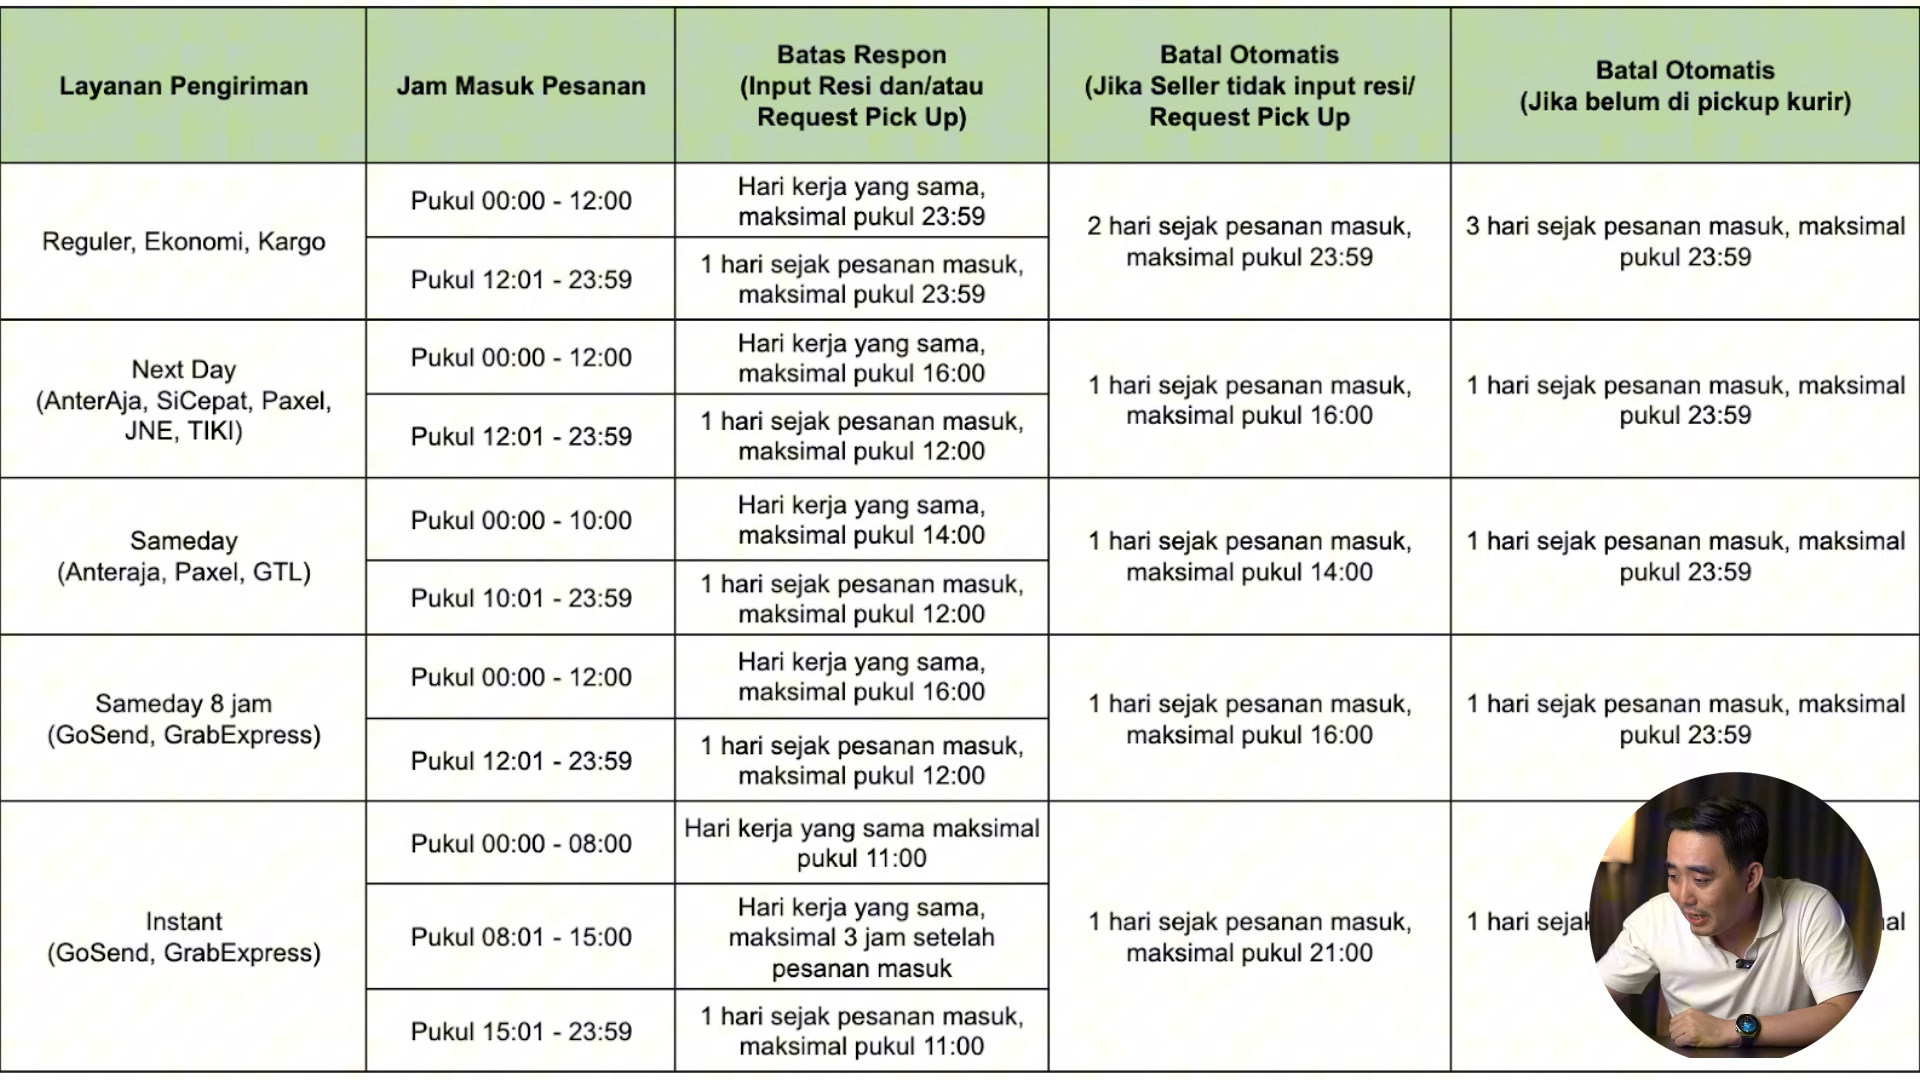 Layanan Pengiriman
Jam Masuk Pesanan
Batas Respon
(Input Resi dan/atau
Request Pick Up)
Batal Otomatis
(Jika Seller tidak input resi/
Request Pick Up
Batal Otomatis
(Jika belum di pickup kurir)
Reguler, Ekonomi, Kargo
Pukul 00:00 - 12:00
Hari kerja yang sama,
maksimal pukul 23:59
Pukul 12:01 - 23:59
1 hari sejak pesanan masuk,
maksimal pukul 23:59
2 hari sejak pesanan masuk,
maksimal pukul 23:59
3 hari sejak pesanan masuk, maksimal
pukul 23:59
Next Day
(AnterAja, SiCepat, Paxel,
JNE, TIKI)
Pukul 00:00 - 12:00
Hari kerja yang sama,
maksimal pukul 16:00
Pukul 12:01 - 23:59
1 hari sejak pesanan masuk,
maksimal pukul 12:00
1 hari sejak pesanan masuk,
maksimal pukul 16:00
1 hari sejak pesanan masuk, maksimal
pukul 23:59
Sameday
(Anteraja, Paxel, GTL)
Pukul 00:00 - 10:00
Hari kerja yang sama,
maksimal pukul 14:00
Pukul 10:01 - 23:59
1 hari sejak pesanan masuk,
maksimal pukul 12:00
1 hari sejak pesanan masuk,
maksimal pukul 14:00
1 hari sejak pesanan masuk, maksimal
pukul 23:59
Sameday 8 jam
(GoSend, GrabExpress)
Pukul 00:00 - 12:00
Hari kerja yang sama,
maksimal pukul 16:00
Pukul 12:01 - 23:59
1 hari sejak pesanan masuk,
maksimal pukul 12:00
1 hari sejak pesanan masuk,
maksimal pukul 16:00
1 hari sejak pesanan masuk, maksimal
pukul 23:59
Instant
(GoSend, GrabExpress)
Pukul 00:00 - 08:00
Hari kerja yang sama maksimal
pukul 11:00
Pukul 08:01 - 15:00
Hari kerja yang sama,
maksimal 3 jam setelah
pesanan masuk
Pukul 15:01 - 23:59
1 hari sejak pesanan masuk,
maksimal pukul 11:00
1 hari sejak pesanan masuk,
maksimal pukul 21:00
1 hari sejak